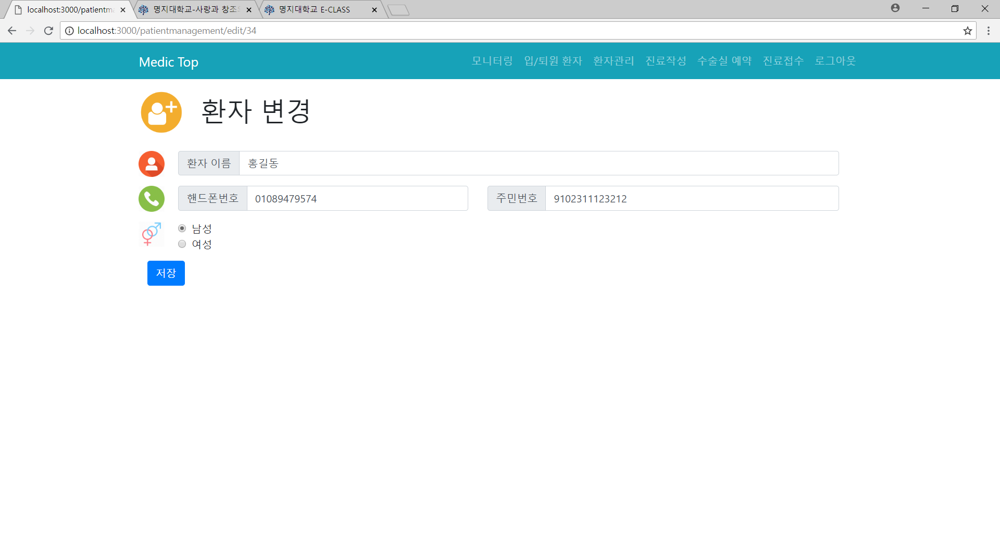 localhost:3000/patientma
명지대학교-사랑과 창조의
명지대학교 E-CLASS
localhost:3000/patientmanagement/edit/34
Medic Top
모니터링 입/퇴원 환자 환자관리 진료작성 수술실 예약 진료접수 로그아웃
환자 변경
환자 이름 홍길동
핸드폰번호 01089479574 주민번호 9102311123212
남성
여성
저장